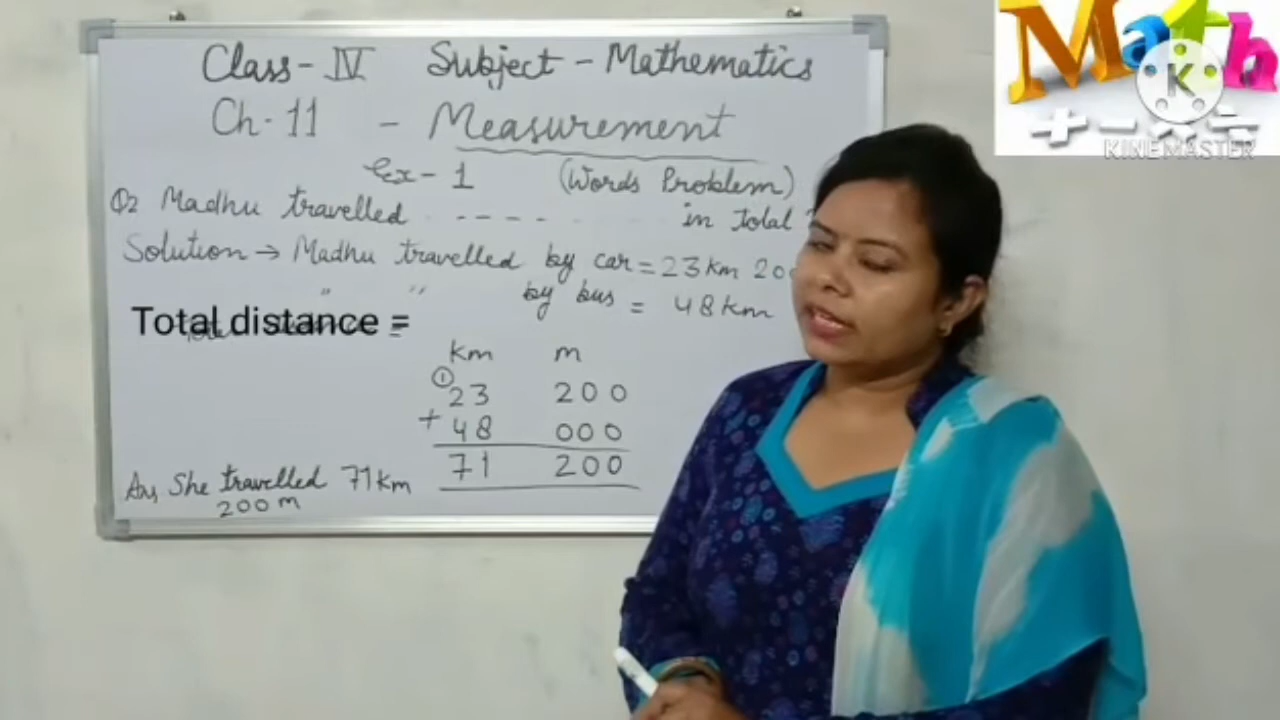 Class - IV Subject - Mathematics
Ch. 11 - Measurement
Ex - 1 (Words Problem)
Q2 Madhu travelled - - - - - in total
Solution → Madhu travelled by car = 23 km 20
" " by bus = 48 km
Total distance =
km m
① 23 200
+ 48 000
71 200
Ans She travelled 71 km
200 m
Math
+ - × ÷
K
KINEMASTER